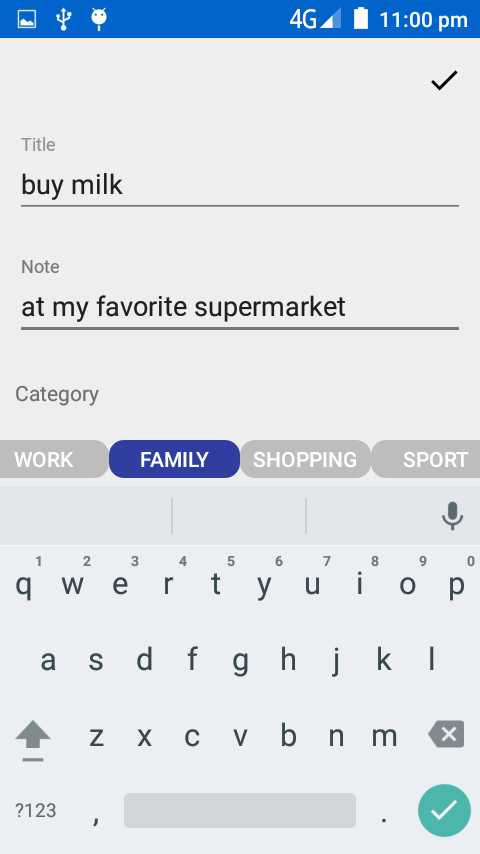 4G 11:00 pm
Title
buy milk
Note
at my favorite supermarket
Category
WORK FAMILY SHOPPING SPORT
1 2 3 4 5 6 7 8 9 0
q w e r t y u i o p
a s d f g h j k l
z x c v b n m
?123 , .